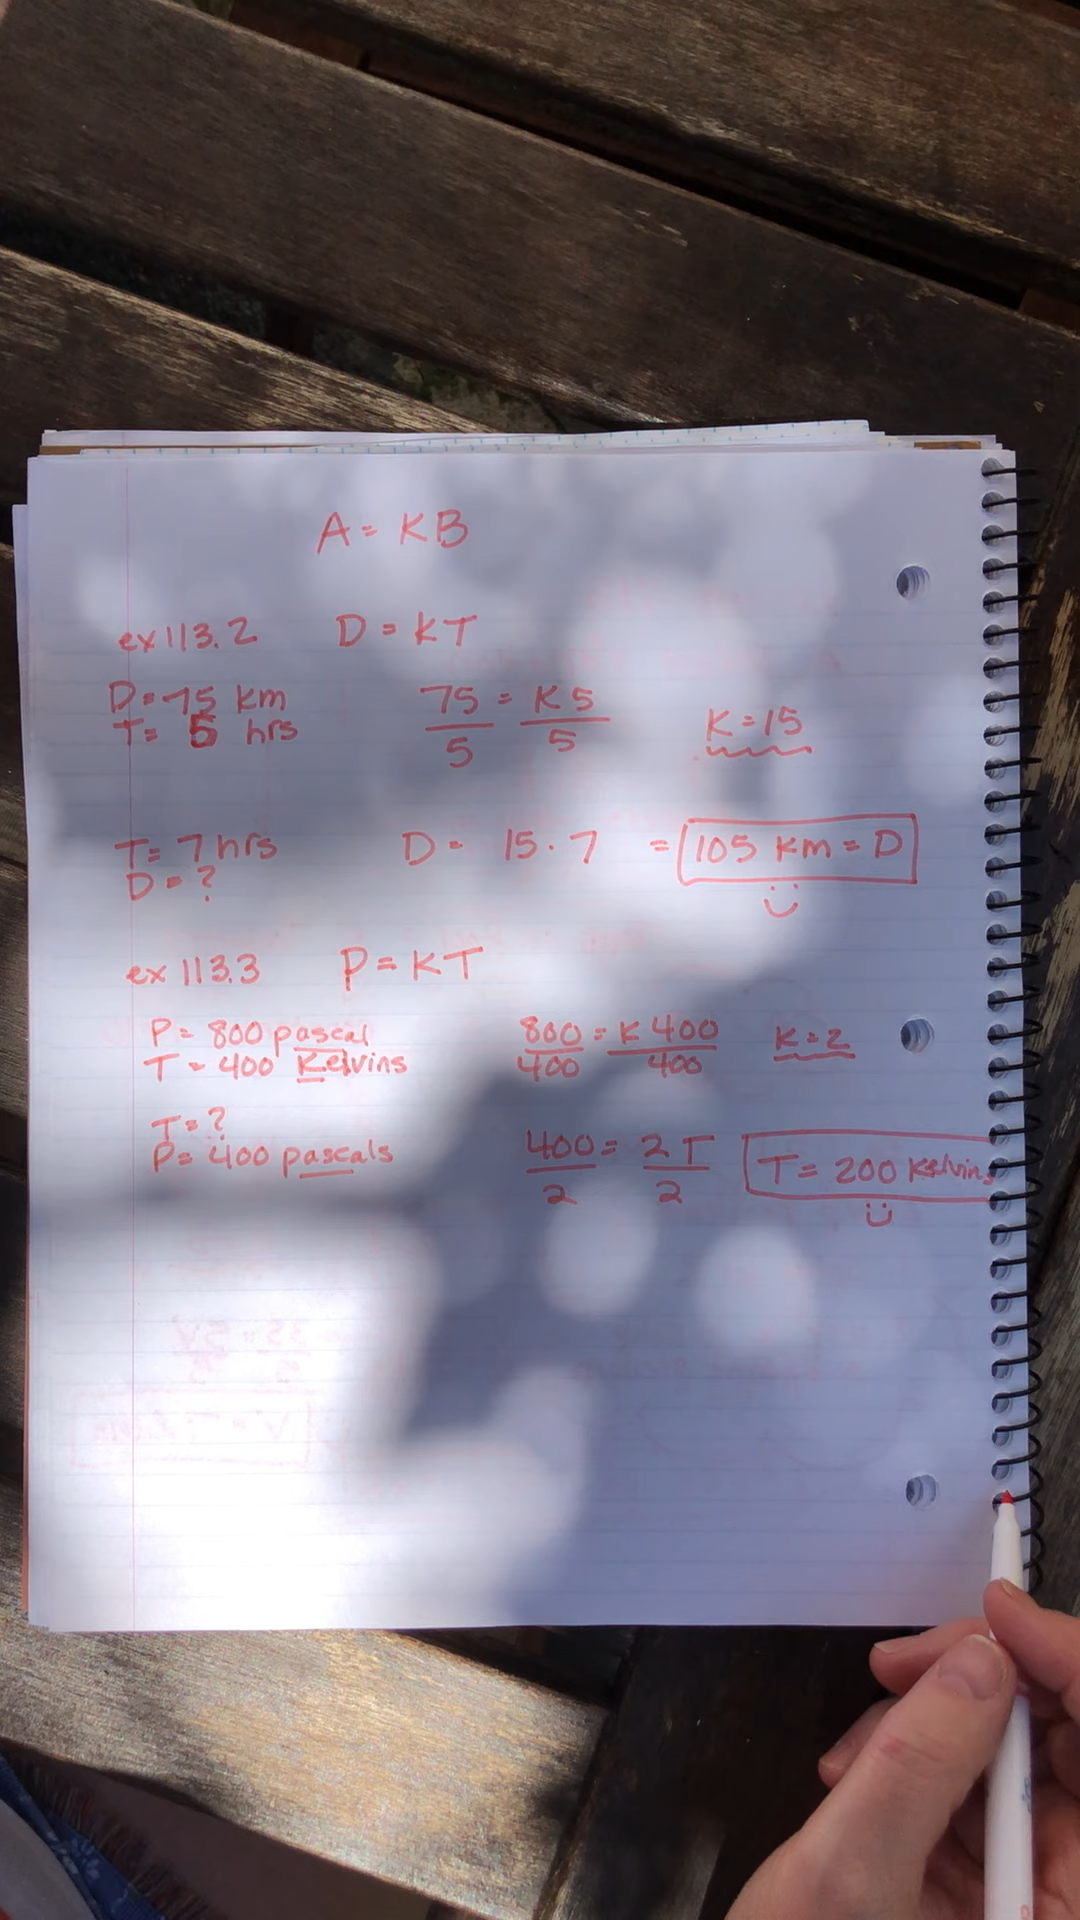 A = KB
ex 113.2 D = KT
D = 75 km 75 = K5
T = 5 hrs 5 5 K = 15
T = 7 hrs D = 15 · 7 = 105 km = D
D = ?
ex 113.3 P = KT
P = 800 pascal 800 = K 400 K = 2
T = 400 Kelvins 400 400
T = ?
P = 400 pascals 400 = 2T T = 200 Kelvins
2 2